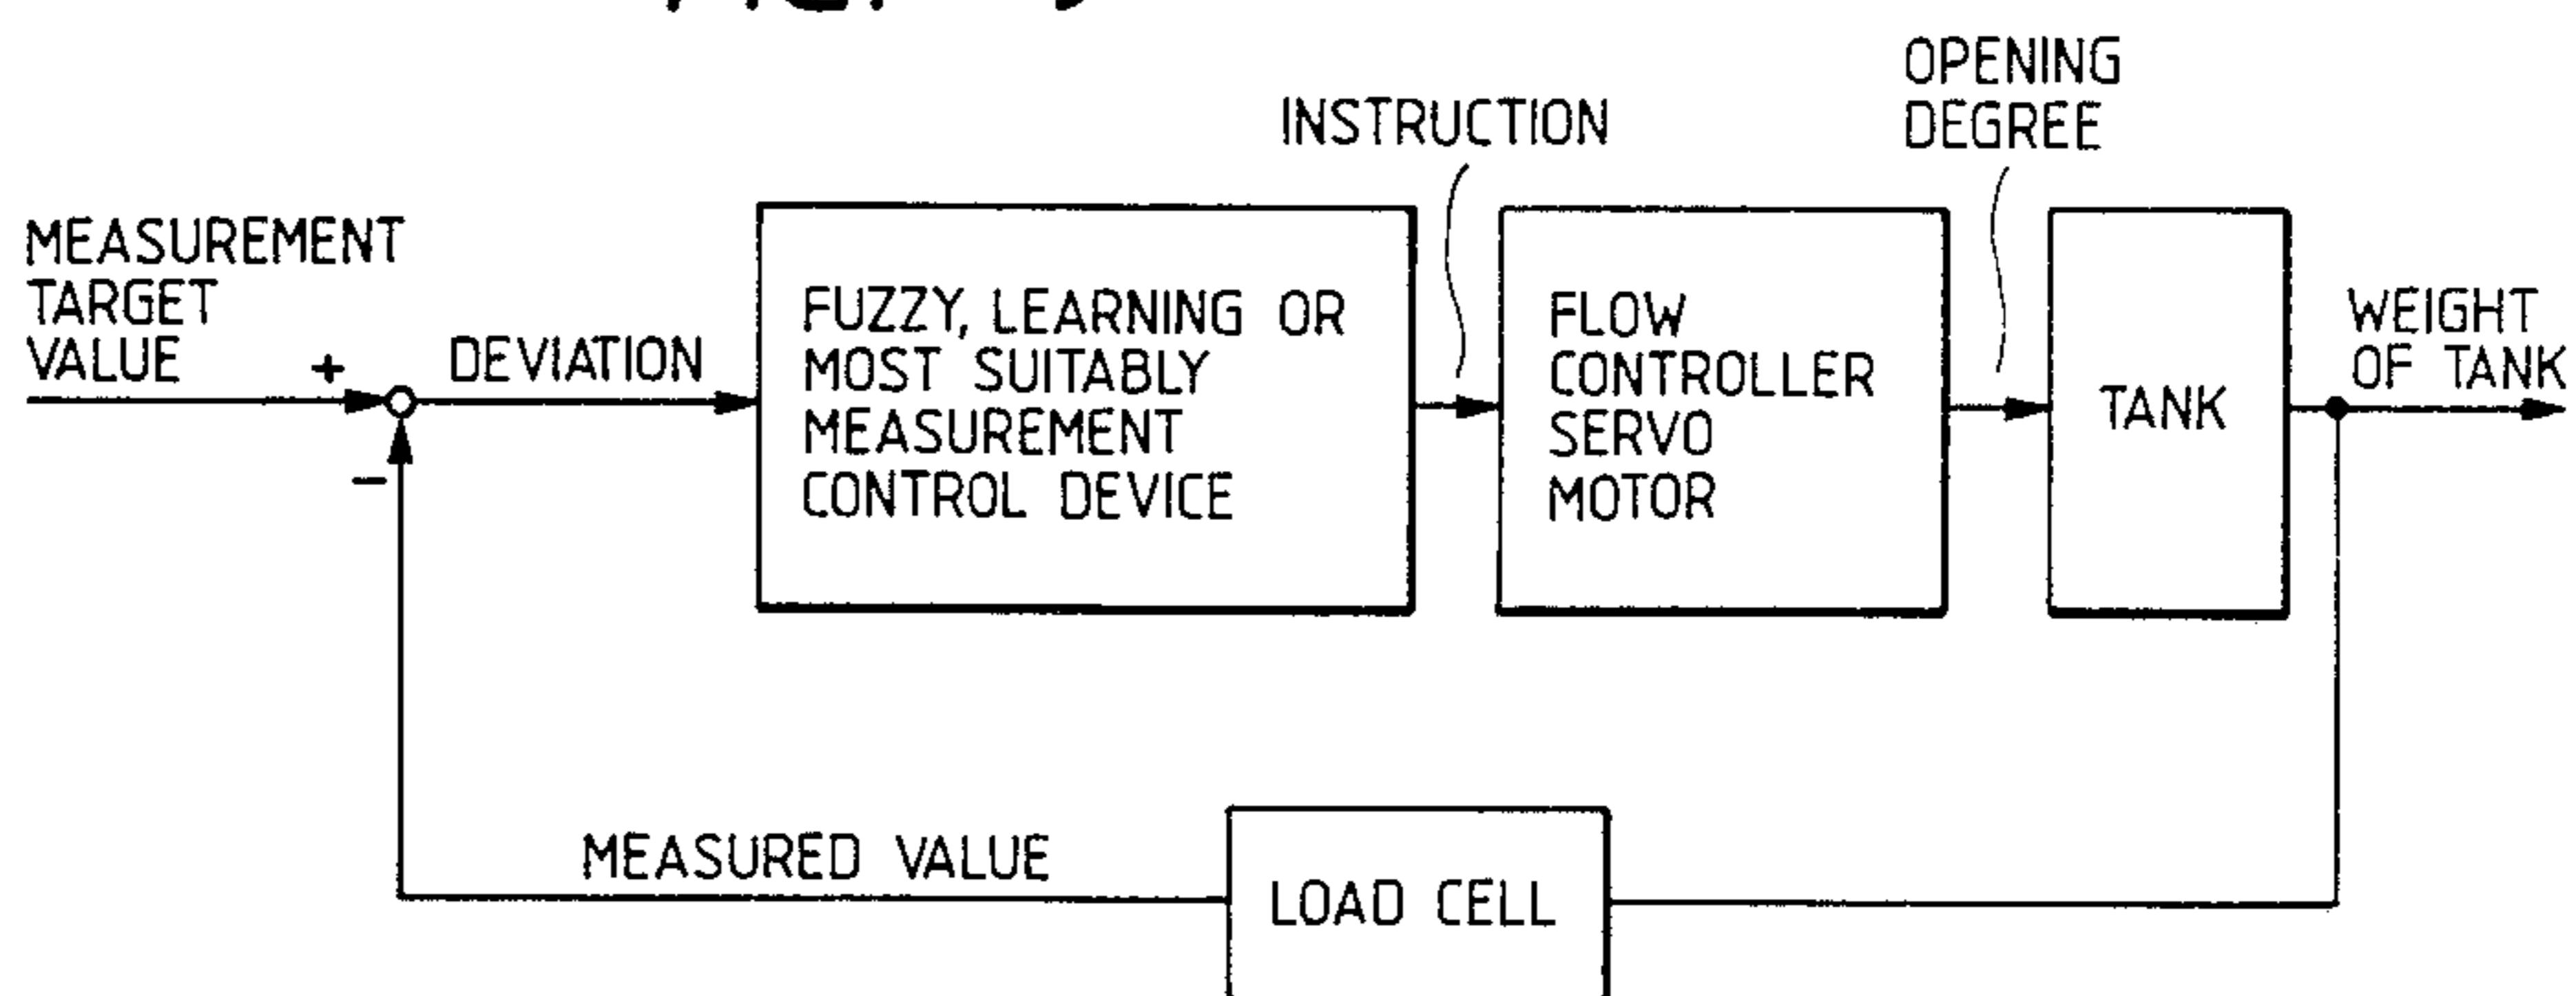 OPENING
DEGREE
INSTRUCTION
MEASUREMENT
TARGET
VALUE
+
DEVIATION
-
FUZZY, LEARNING OR
MOST SUITABLY
MEASUREMENT
CONTROL DEVICE
FLOW
CONTROLLER
SERVO
MOTOR
TANK
WEIGHT
OF TANK
MEASURED VALUE
LOAD CELL